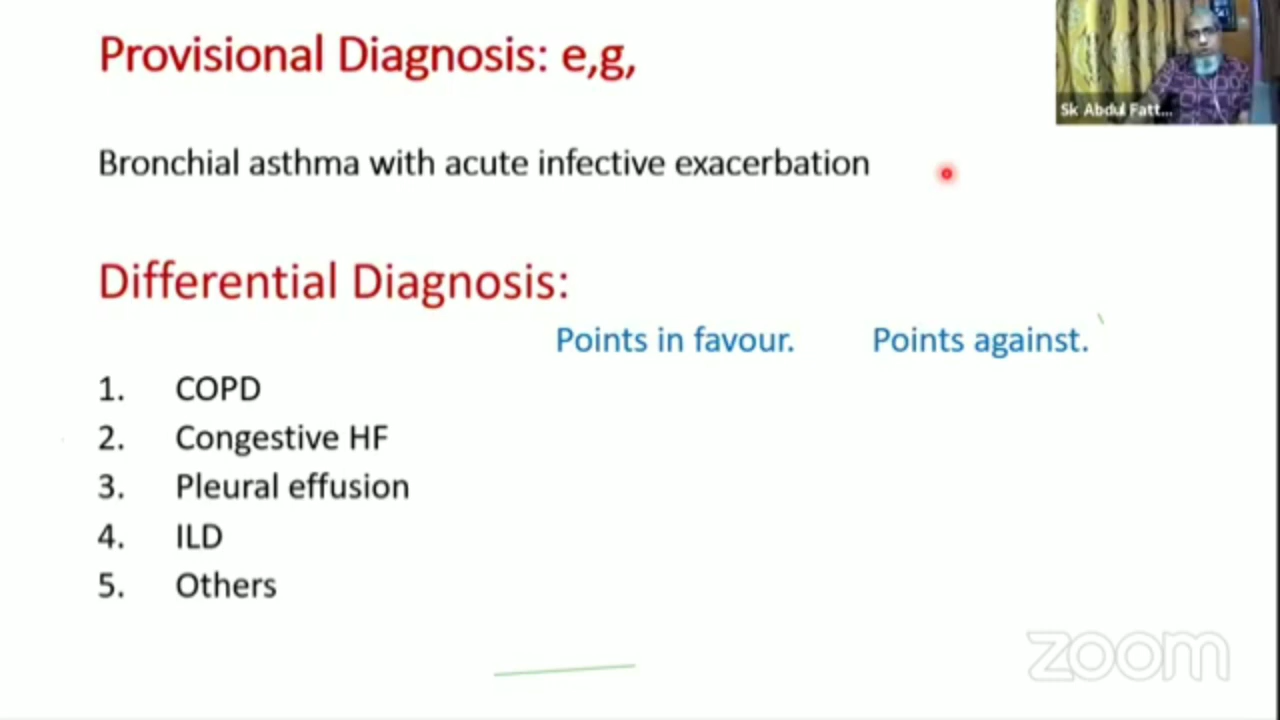 Provisional Diagnosis: e,g,
Sk Abdul Fatt...
Bronchial asthma with acute infective exacerbation
Differential Diagnosis:
Points in favour. Points against.
1. COPD
2. Congestive HF
3. Pleural effusion
4. ILD
5. Others
zoom